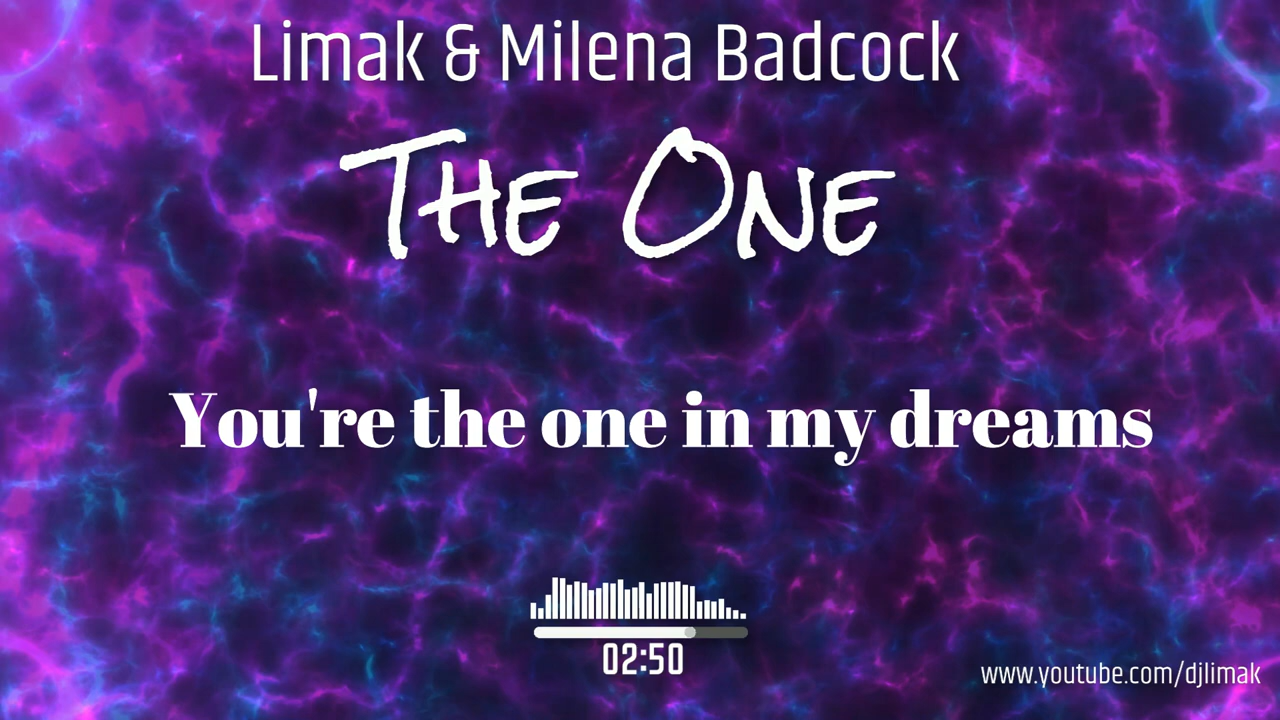 Limak & Milena Badcock
The One
You're the one in my dreams
02:50
www.youtube.com/djlimak